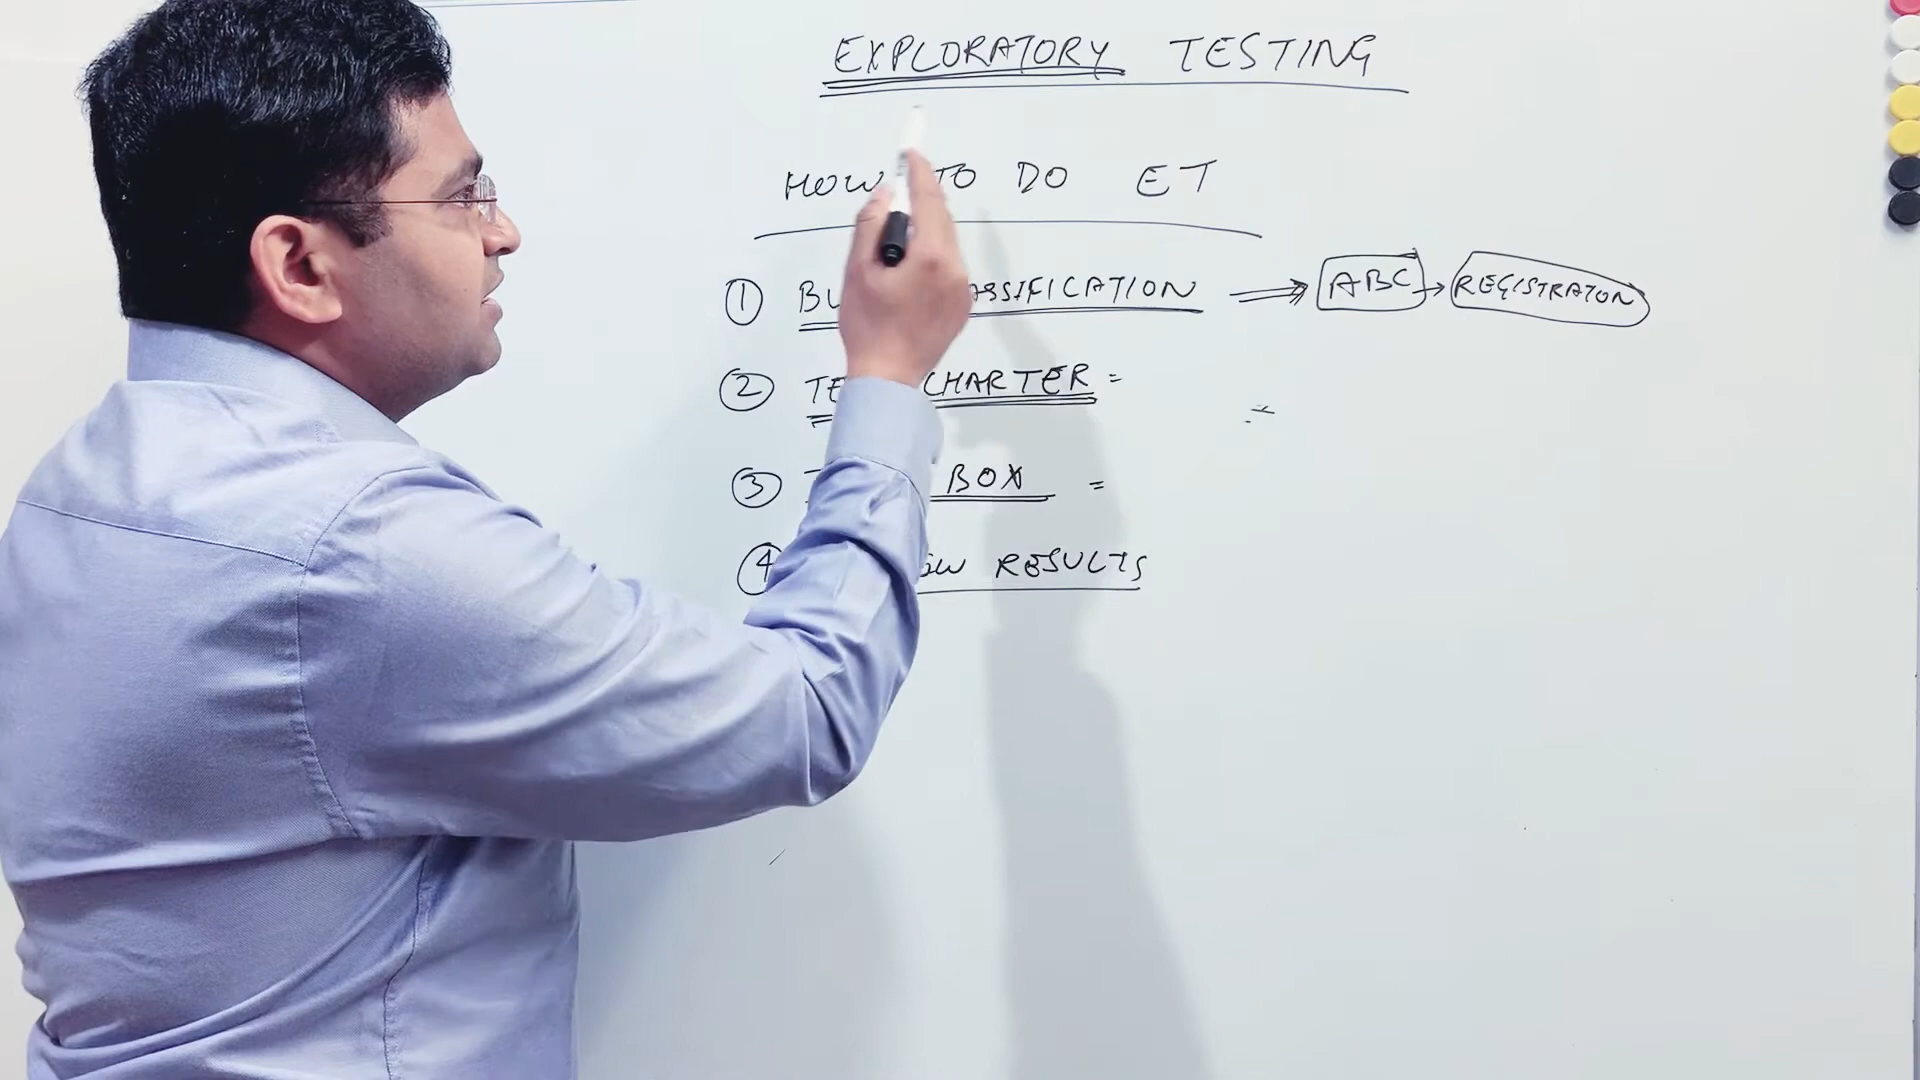 EXPLORATORY TESTING
HOW TO DO ET
① BU ASSIFICATION ⇒ ABC → REGISTRATON
② TE CHARTER =
③ BOX =
④ RESULTS